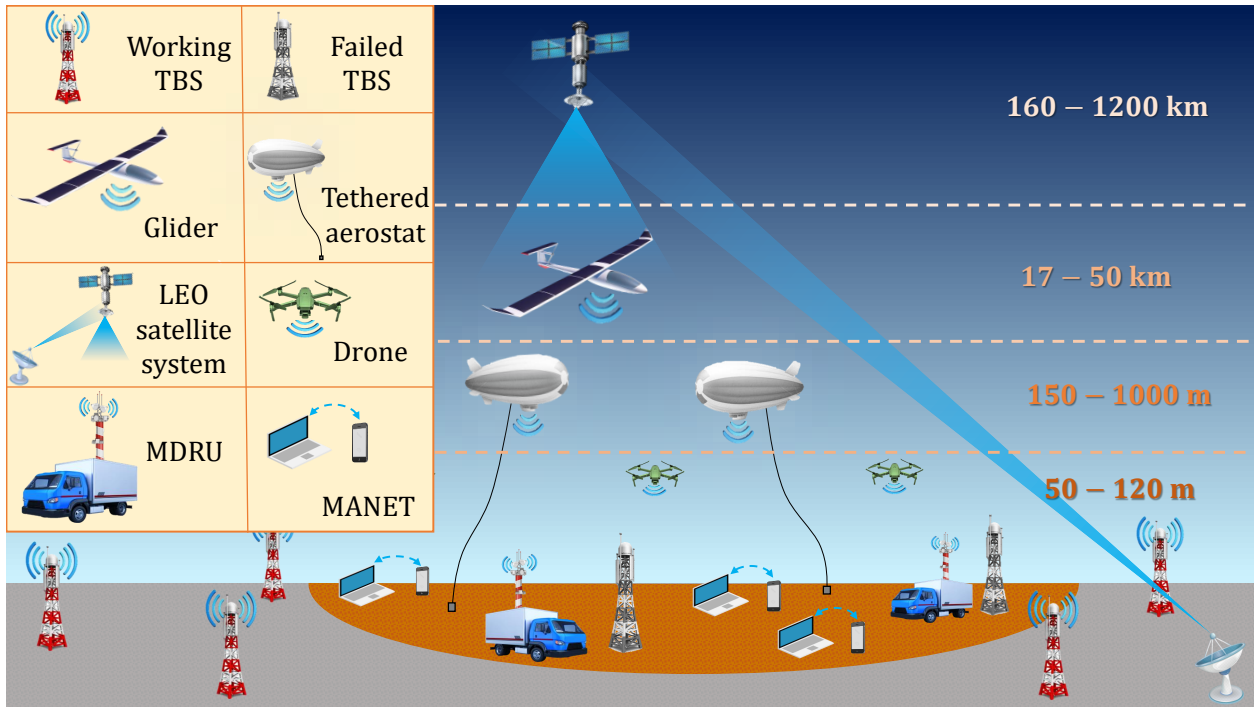 Working
TBS
Failed
TBS
Glider
Tethered
aerostat
LEO
satellite
system
Drone
MDRU
MANET
160 – 1200 km
17 – 50 km
150 – 1000 m
50 – 120 m